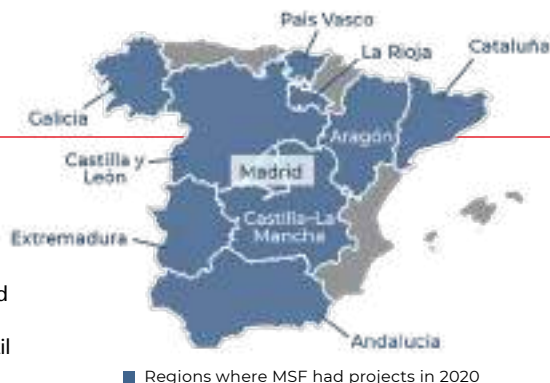 País Vasco
La Rioja
Cataluña
Galicia
Aragón
Castilla y
León
Madrid
Castilla-La
Mancha
Extremadura
d
il
Andalucia
Regions where MSF had projects in 2020